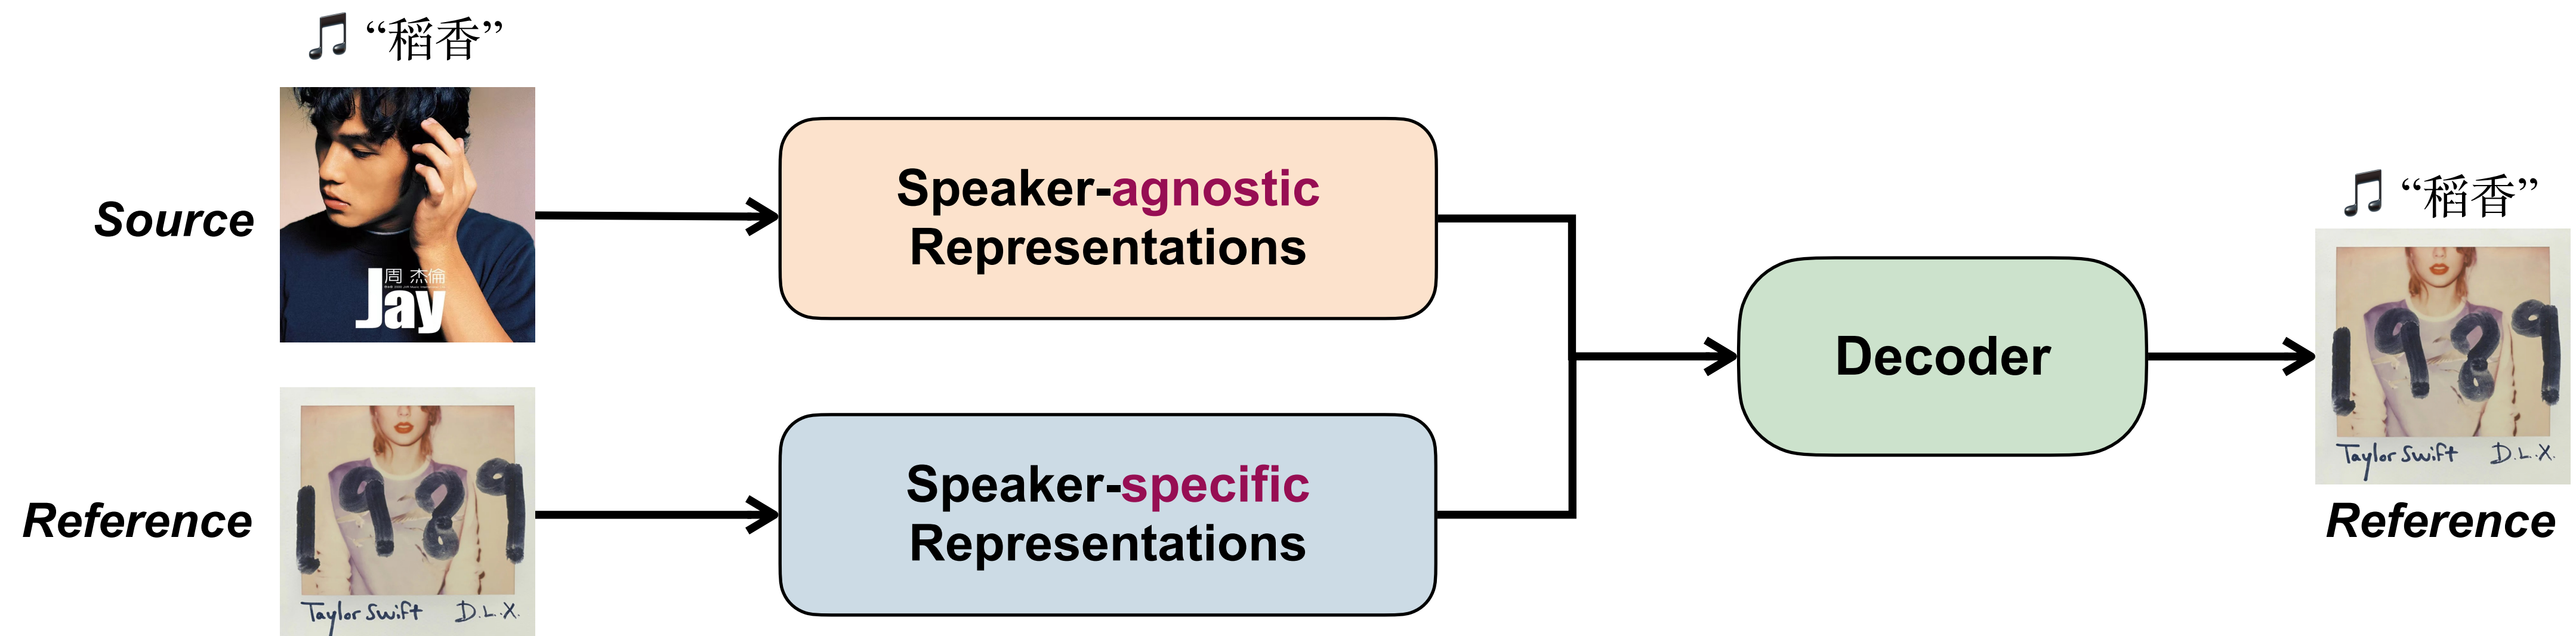 “稻香”
Source
周 杰倫
Jay
Speaker-agnostic
Representations
Reference
1989
Taylor Swift D.L.X.
Speaker-specific
Representations
Decoder
“稻香”
1989
Taylor Swift D.L.X.
Reference